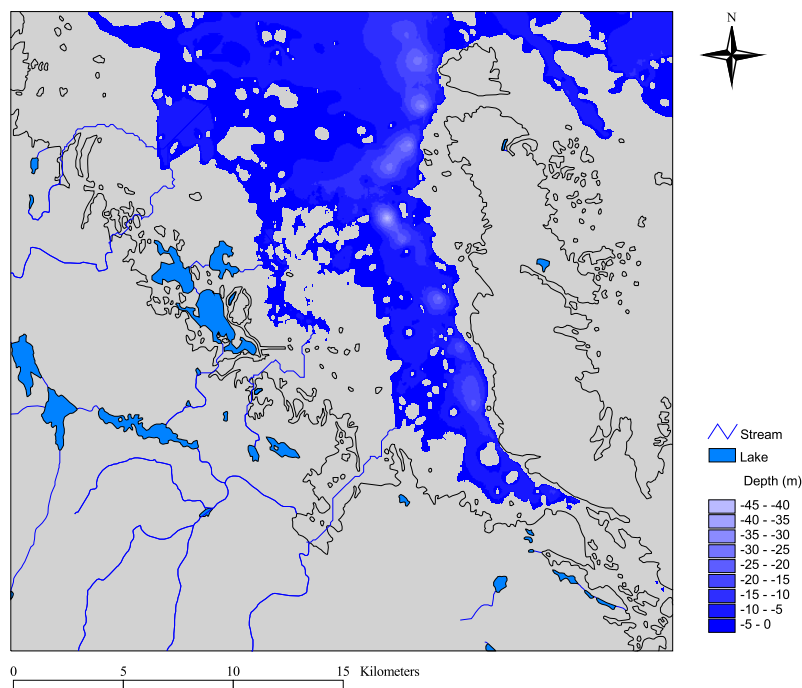 N
Stream
Lake
Depth (m)
-45 - -40
-40 - -35
-35 - -30
-30 - -25
-25 - -20
-20 - -15
-15 - -10
-10 - -5
-5 - 0
0 5 10 15 Kilometers